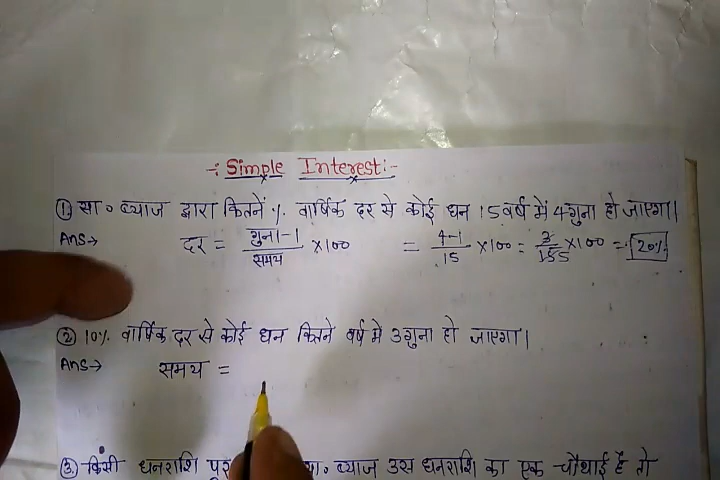 -: Simple Interest:-
① सा० ब्याज द्वारा कितनें % वार्षिक दर से कोई धन 15 वर्ष में 4 गुना हो जाएगा।
Ans→ दर = गुना-1/समय ×100 = 4-1/15 ×100 = 3/155 ×100 = 20%
② 10% वार्षिक दर से कोई धन कितने वर्ष मे 3 गुना हो जाएगा।
Ans→ समय =
③ किसी धनराशि पर ब्याज उस धनराशि का एक चौथाई है तो